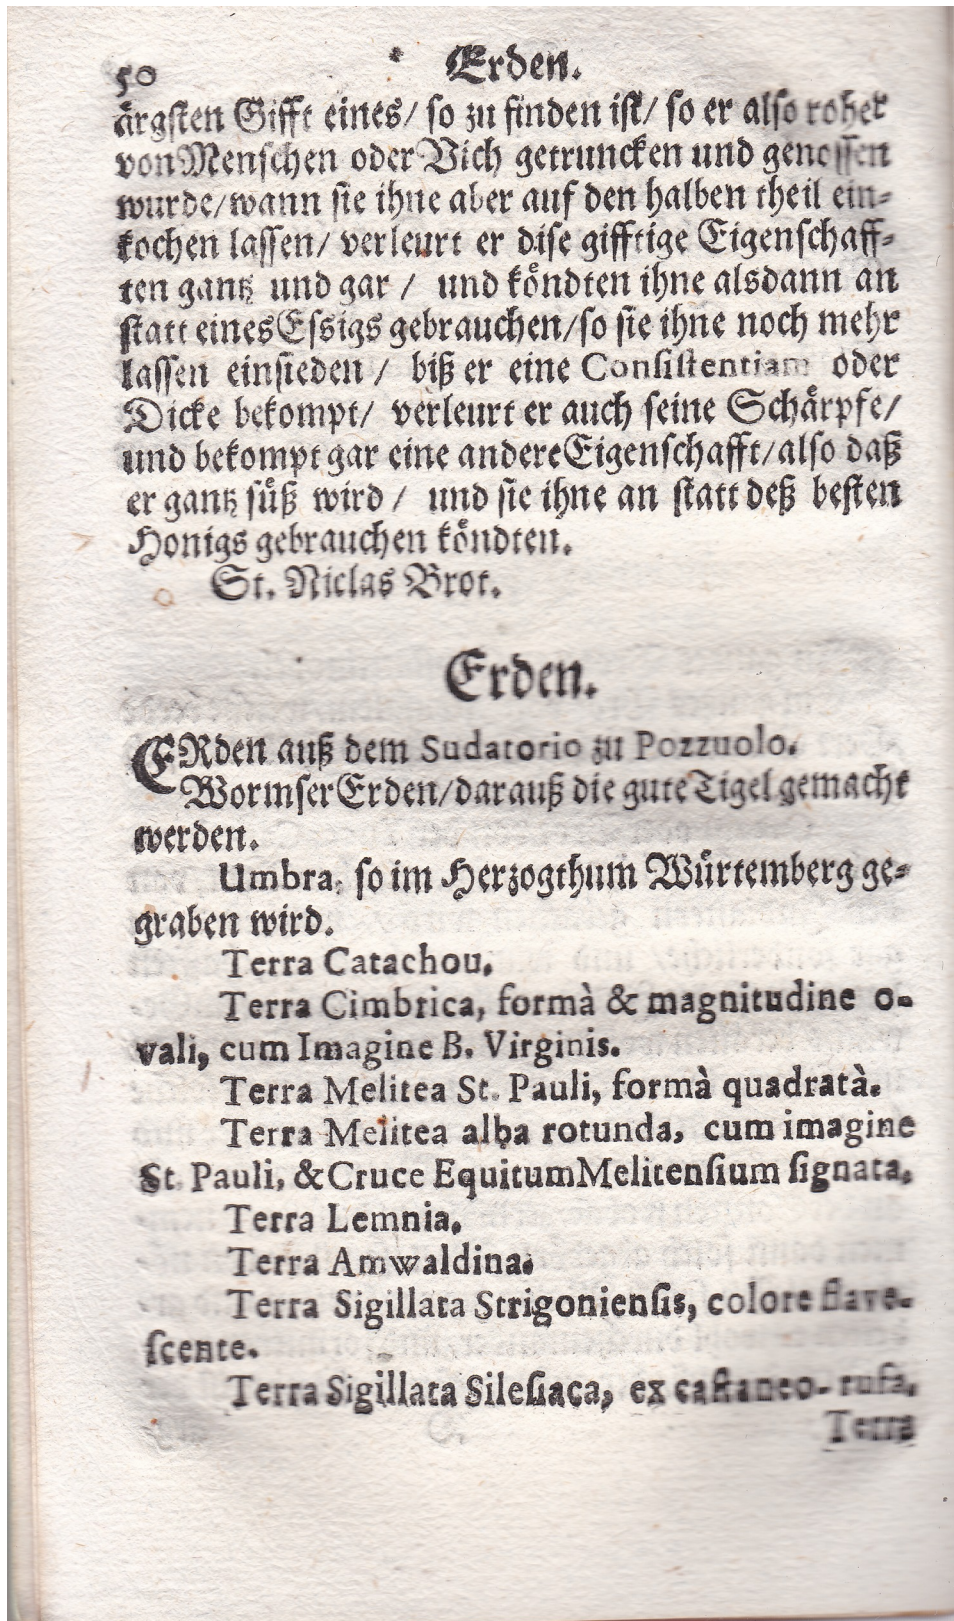 50 Erden.
ärgsten Gifft eines/ so zu finden ist/ so er also roher
von Menschen oder Vich getruncken und genossen
wurde/wann sie ihne aber auf den halben theil ein-
kochen lassen/ verleurt er dise gifftige Eigenschaff-
ten gantz und gar / und köndten ihne alsdann an
statt eines Essigs gebrauchen/so sie ihne noch mehr
lassen einsieden / biß er eine Consistentiam oder
Dicke bekompt/ verleurt er auch seine Schärpfe/
und bekompt gar eine andere Eigenschafft/also daß
er gantz süß wird / und sie ihne an statt deß besten
Honigs gebrauchen köndten.
St. Niclas Brot.
Erden.
ERden auß dem Sudatorio zu Pozzuolo.
Wormser Erden/darauß die gute Tigel gemacht
werden.
Umbra, so im Herzogthum Würtemberg ge-
graben wird.
Terra Catachou.
Terra Cimbrica, formà & magnitudine o-
vali, cum Imagine B. Virginis.
Terra Melitea St. Pauli, formà quadratà.
Terra Melitea alba rotunda, cum imagine
St. Pauli, & Cruce Equitum Melitensium signata.
Terra Lemnia.
Terra Amwaldina.
Terra Sigillata Strigoniensis, colore flave-
scente.
Terra Sigillata Silesiaca, ex castaneo-rufa.
Terra